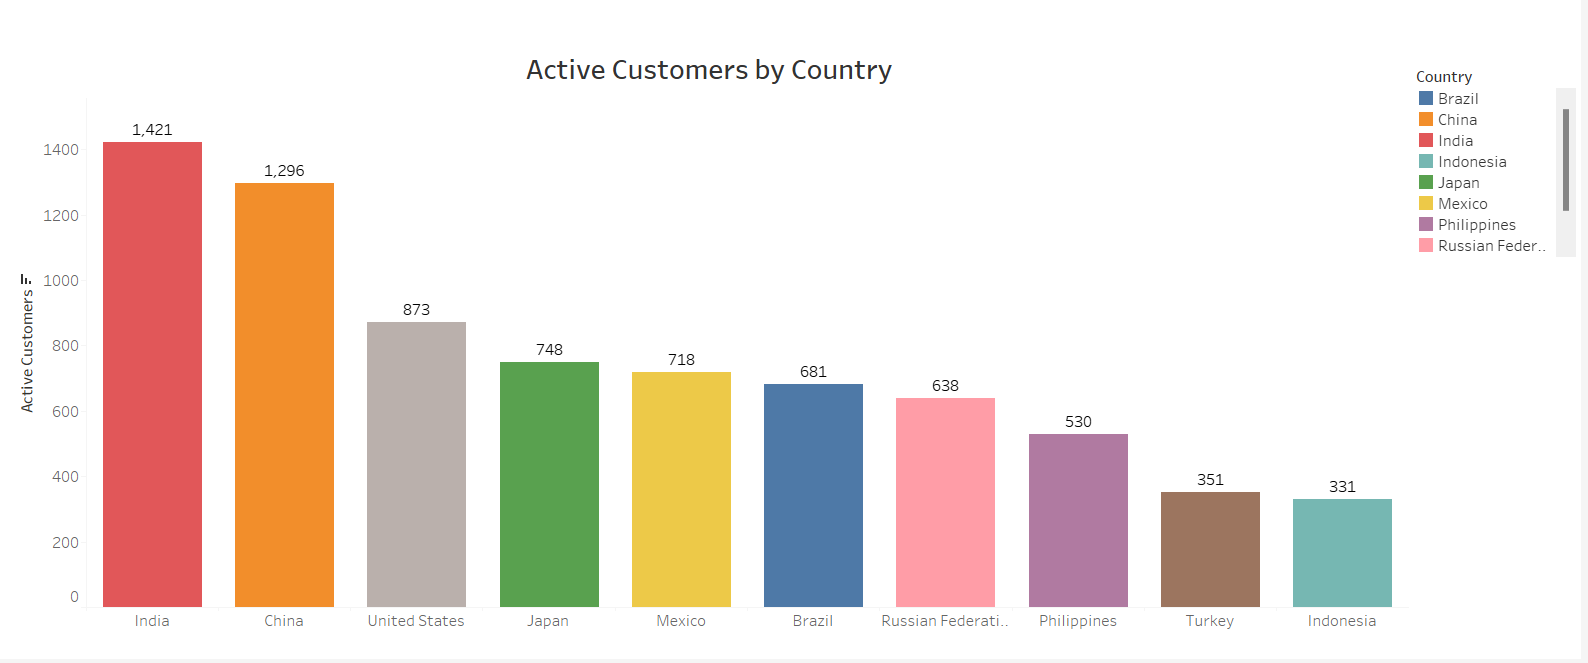 Active Customers by Country
Country
Brazil
China
India
Indonesia
Japan
Mexico
Philippines
Russian Feder..
Active Customers
1400
1200
1000
800
600
400
200
0
1,421
1,296
873
748
718
681
638
530
351
331
India
China
United States
Japan
Mexico
Brazil
Russian Federati..
Philippines
Turkey
Indonesia